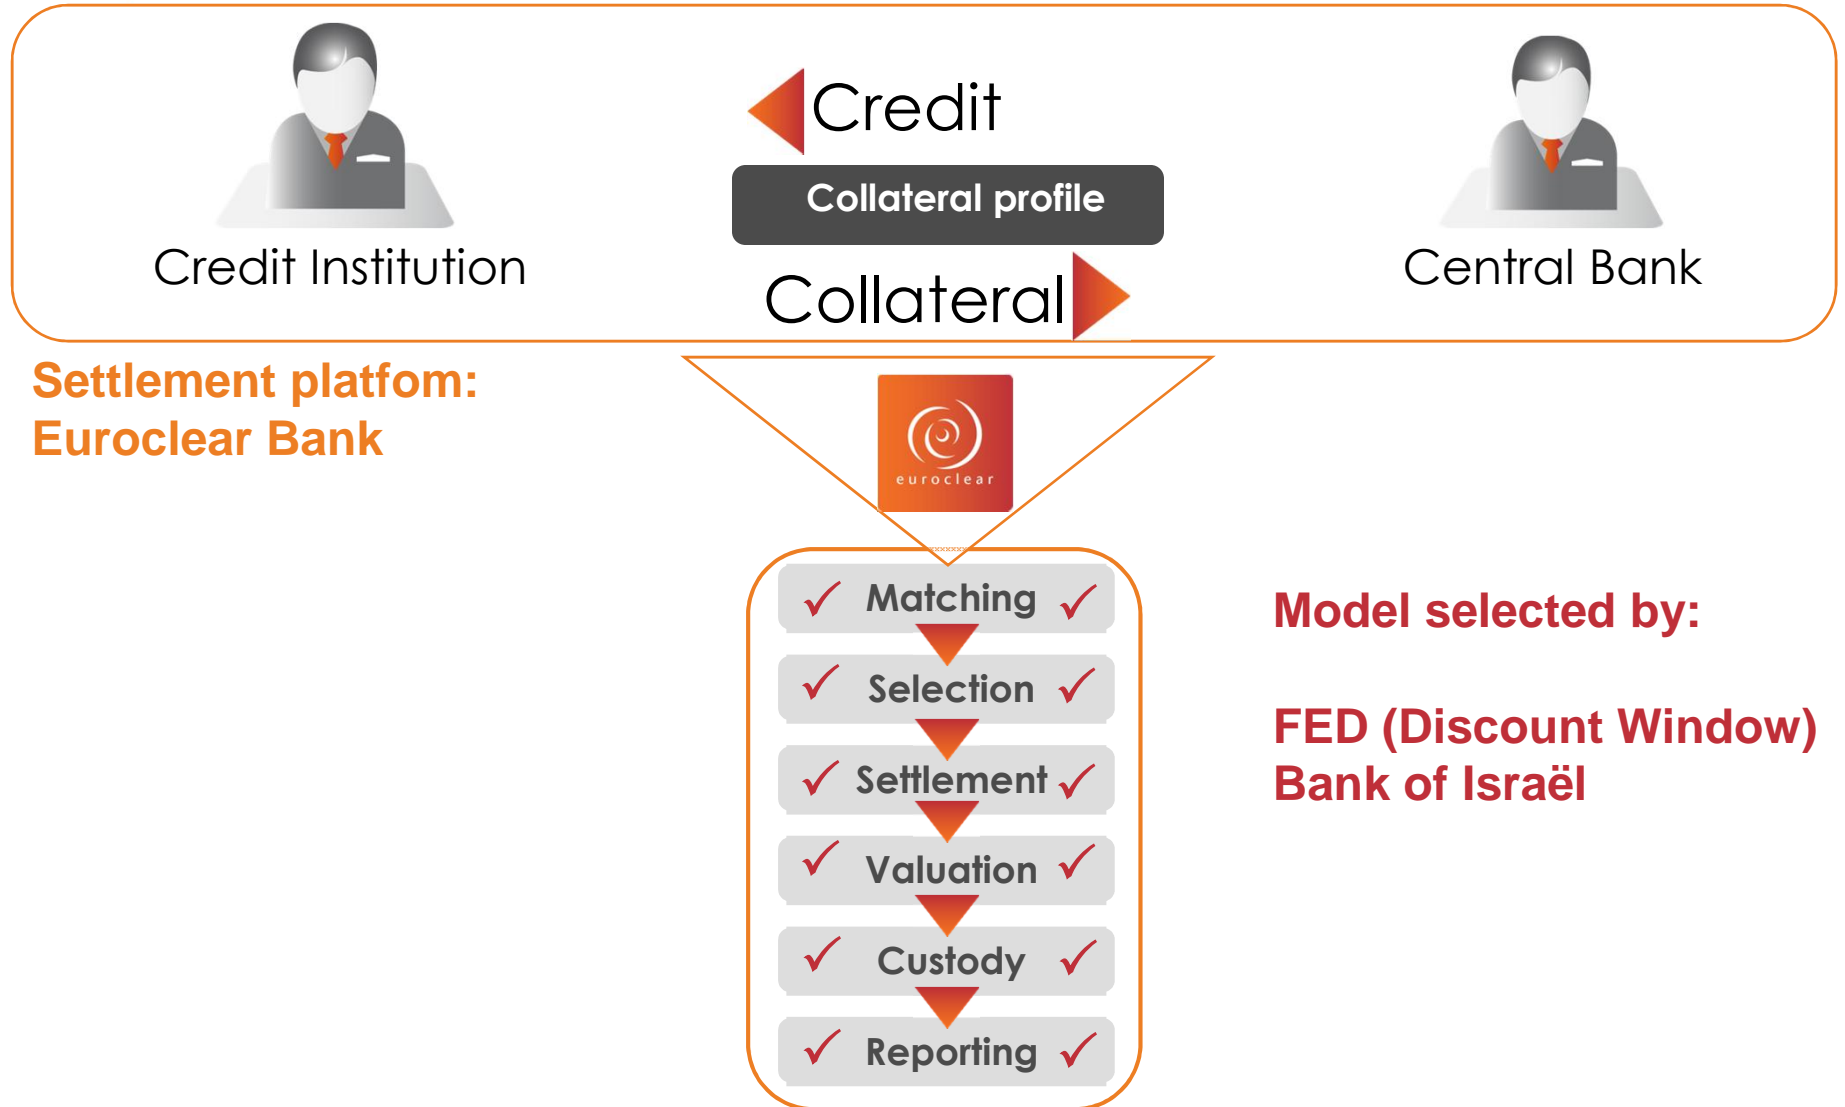 Credit
Collateral profile
Credit Institution
Central Bank
Collateral
Settlement platfom:
Euroclear Bank
euroclear
Matching
Selection
Settlement
Valuation
Custody
Reporting
Model selected by:
FED (Discount Window)
Bank of Israël